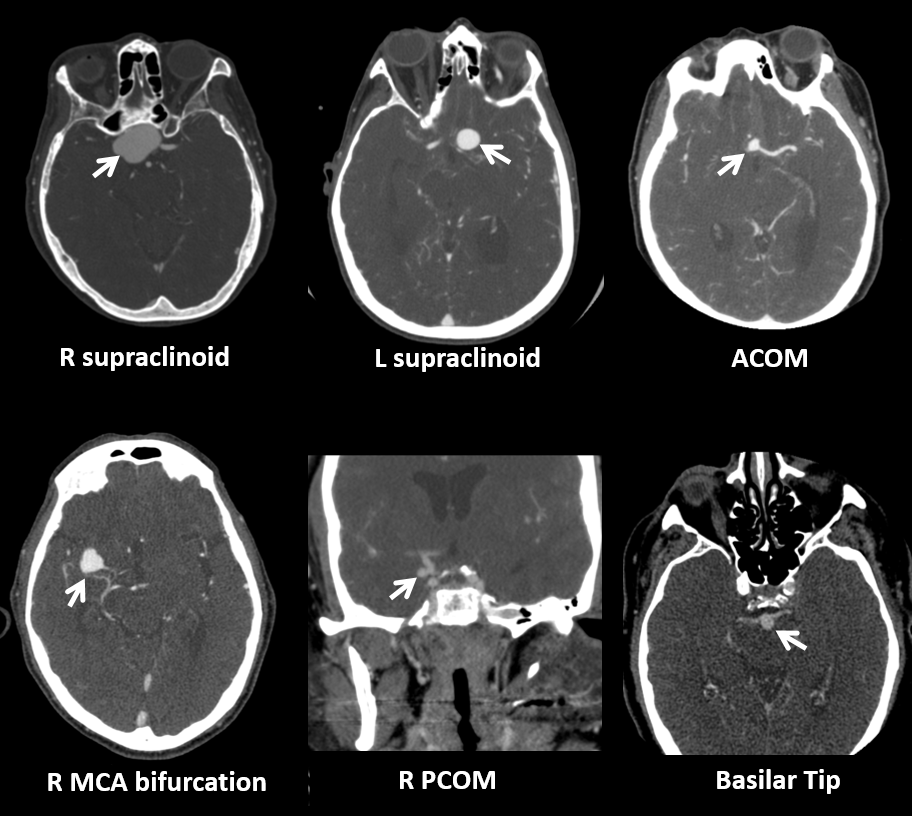 R supraclinoid
L supraclinoid
ACOM
R MCA bifurcation
R PCOM
Basilar Tip